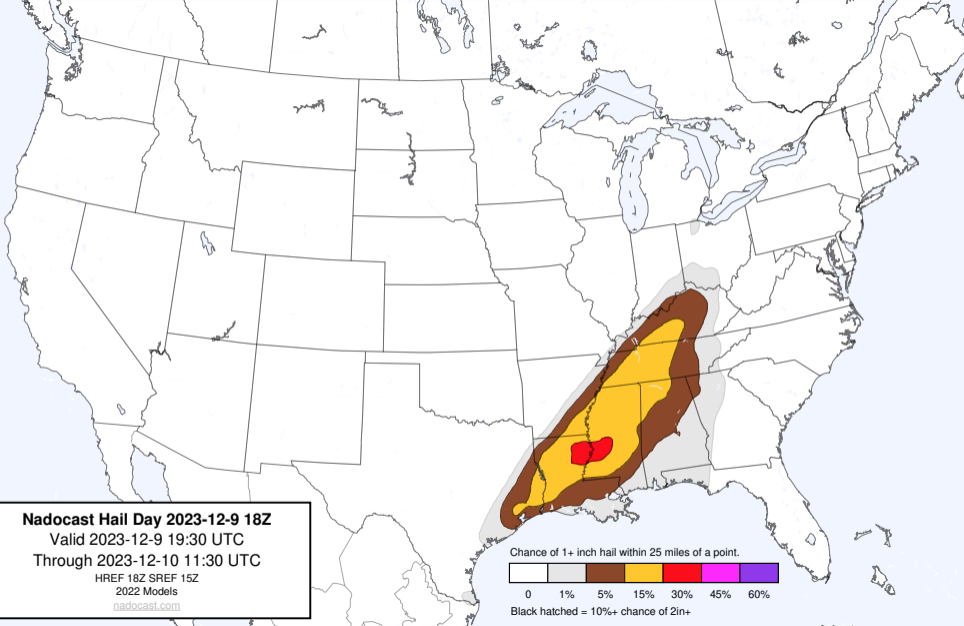 Nadocast Hail Day 2023-12-9 18Z
Valid 2023-12-9 19:30 UTC
Through 2023-12-10 11:30 UTC
HREF 18Z SREF 15Z
2022 Models
nadocast.com
Chance of 1+ inch hail within 25 miles of a point.
0 1% 5% 15% 30% 45% 60%
Black hatched = 10%+ chance of 2in+